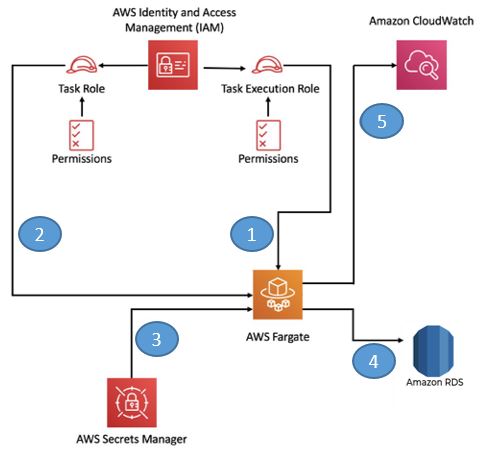 AWS Identity and Access
Management (IAM)
Amazon CloudWatch
Task Role
Task Execution Role
5
Permissions
Permissions
2
1
AWS Fargate
3
4
Amazon RDS
AWS Secrets Manager